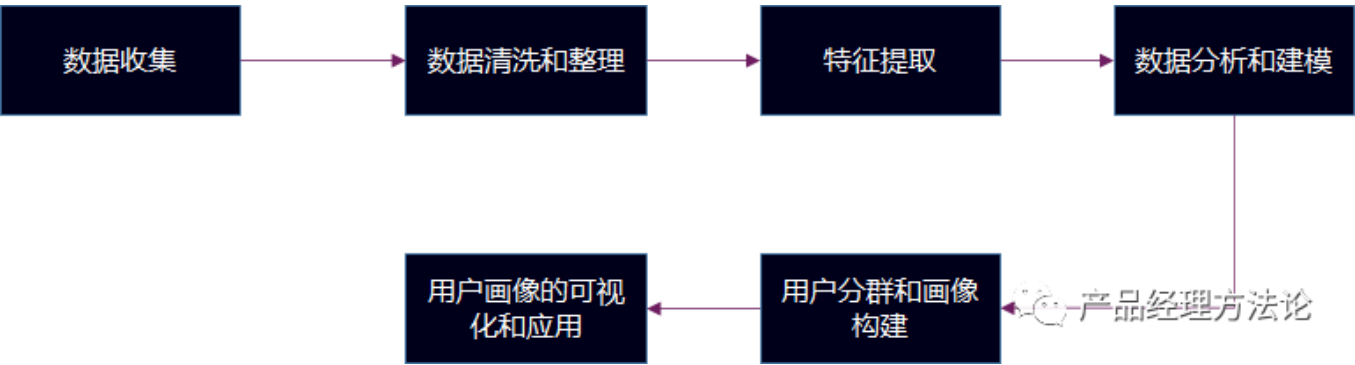 数据收集
数据清洗和整理
特征提取
数据分析和建模
用户画像的可视
化和应用
用户分群和画像
构建
产品经理方法论